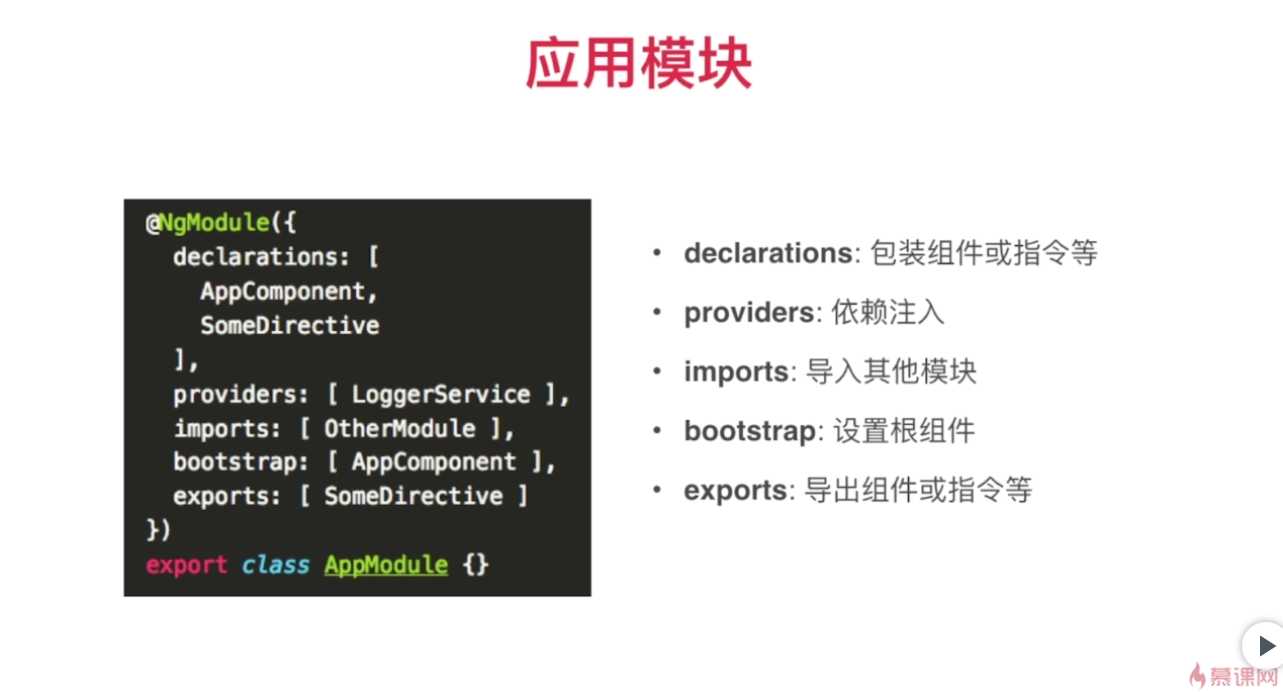 应用模块
@NgModule({
declarations: [
AppComponent,
SomeDirective
],
providers: [ LoggerService ],
imports: [ OtherModule ],
bootstrap: [ AppComponent ],
exports: [ SomeDirective ]
})
export class AppModule {}
• declarations: 包装组件或指令等
• providers: 依赖注入
• imports: 导入其他模块
• bootstrap: 设置根组件
• exports: 导出组件或指令等
慕课网